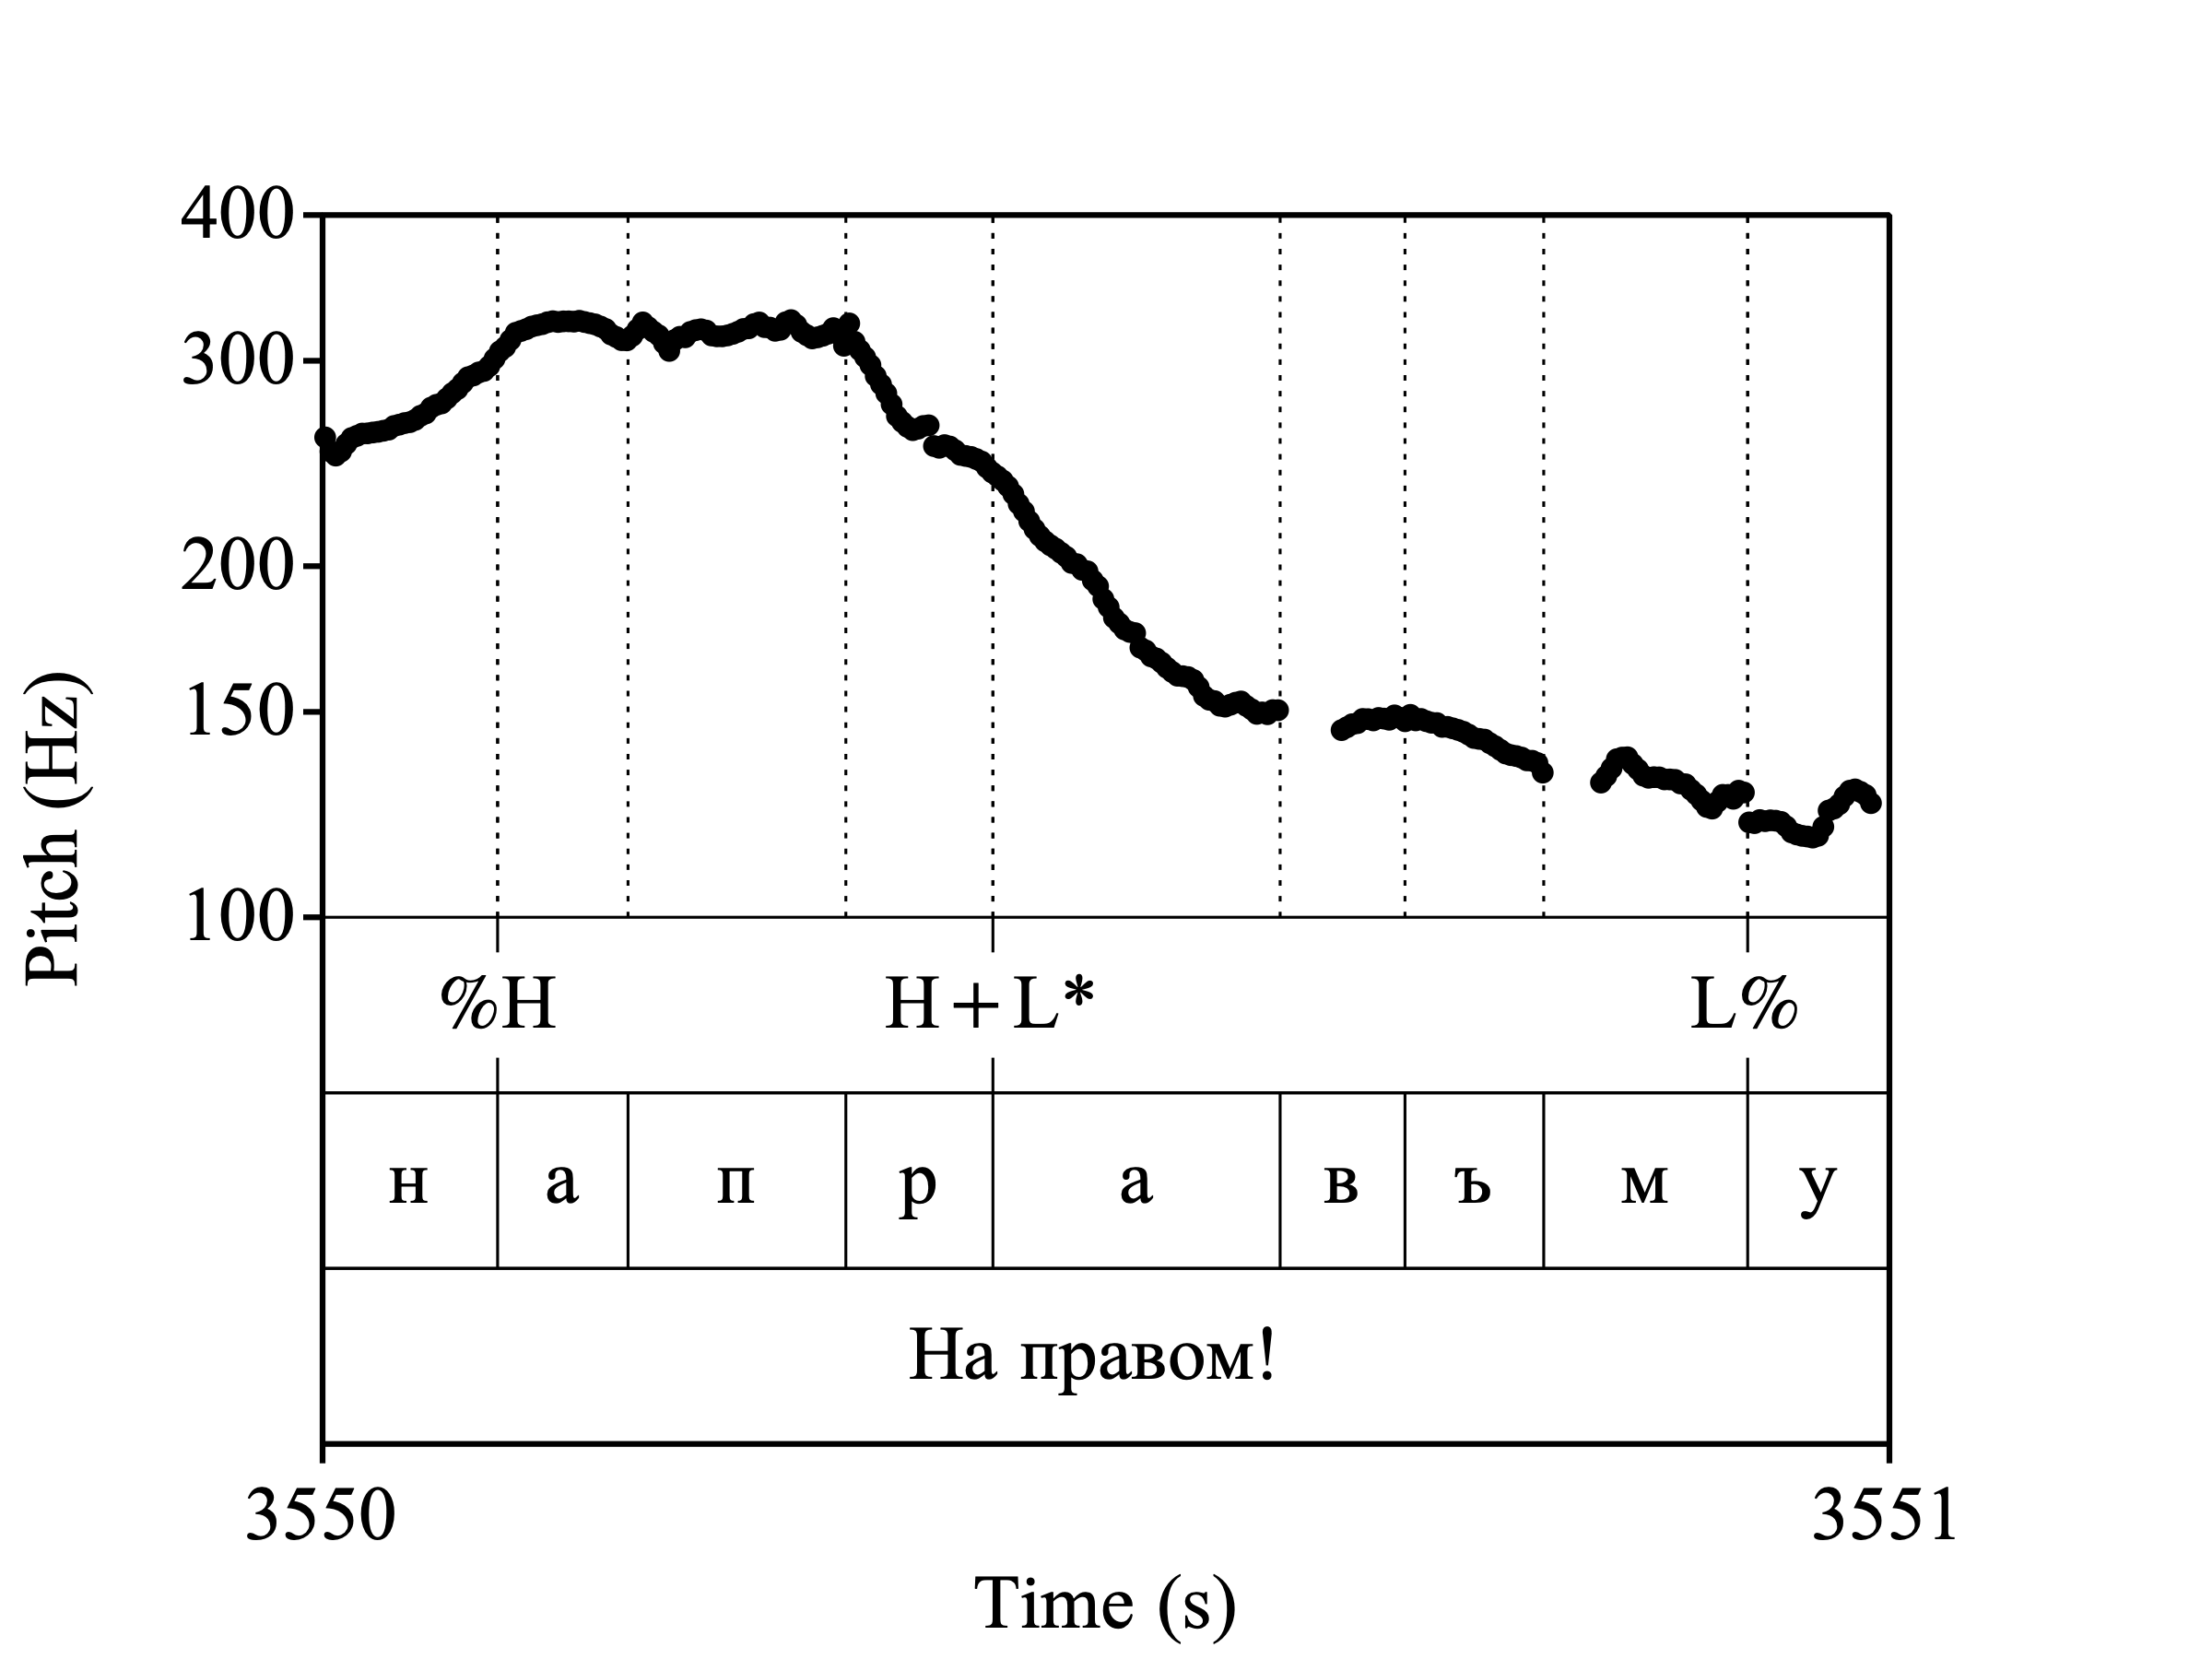 400
300
200
150
100
Pitch (Hz)
%H H+L* L%
н а п р а в ъ м у
На правом!
3550 3551
Time (s)